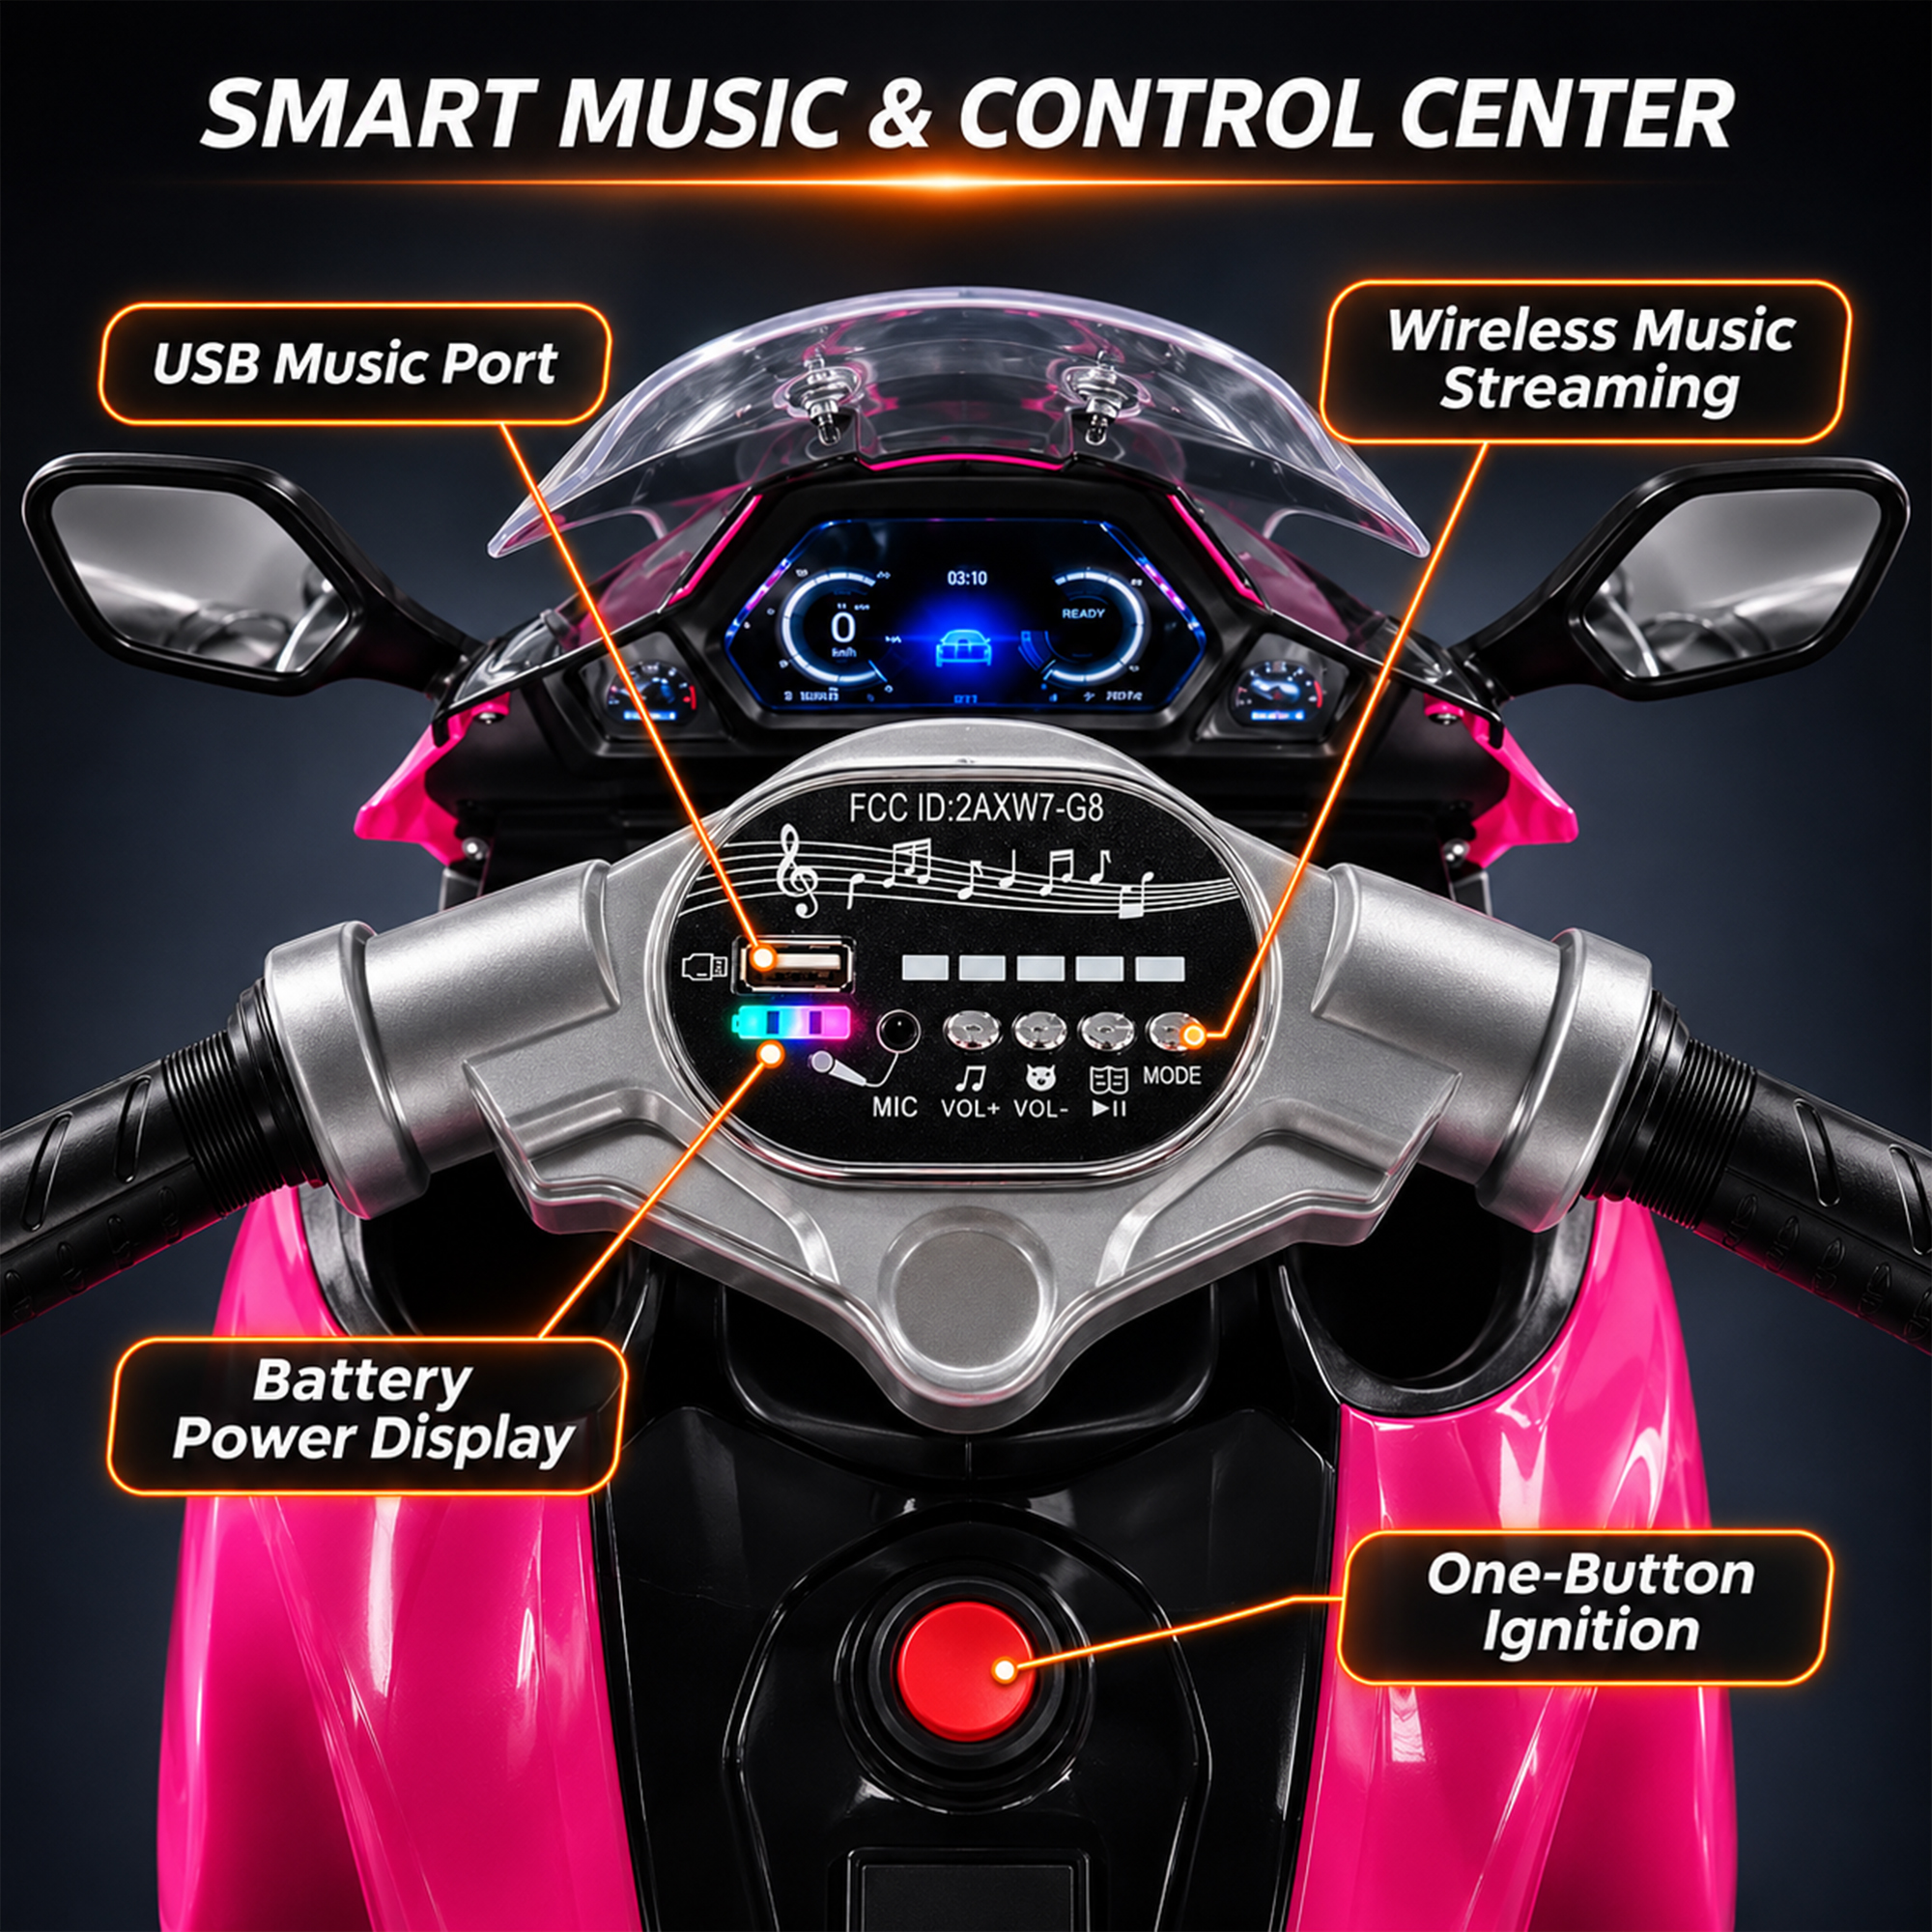 SMART MUSIC & CONTROL CENTER
USB Music Port
Wireless Music
Streaming
03:10
0
km/h
READY
FCC ID:2AXW7-G8
MIC
VOL+
VOL-
MODE
Battery
Power Display
One-Button
Ignition